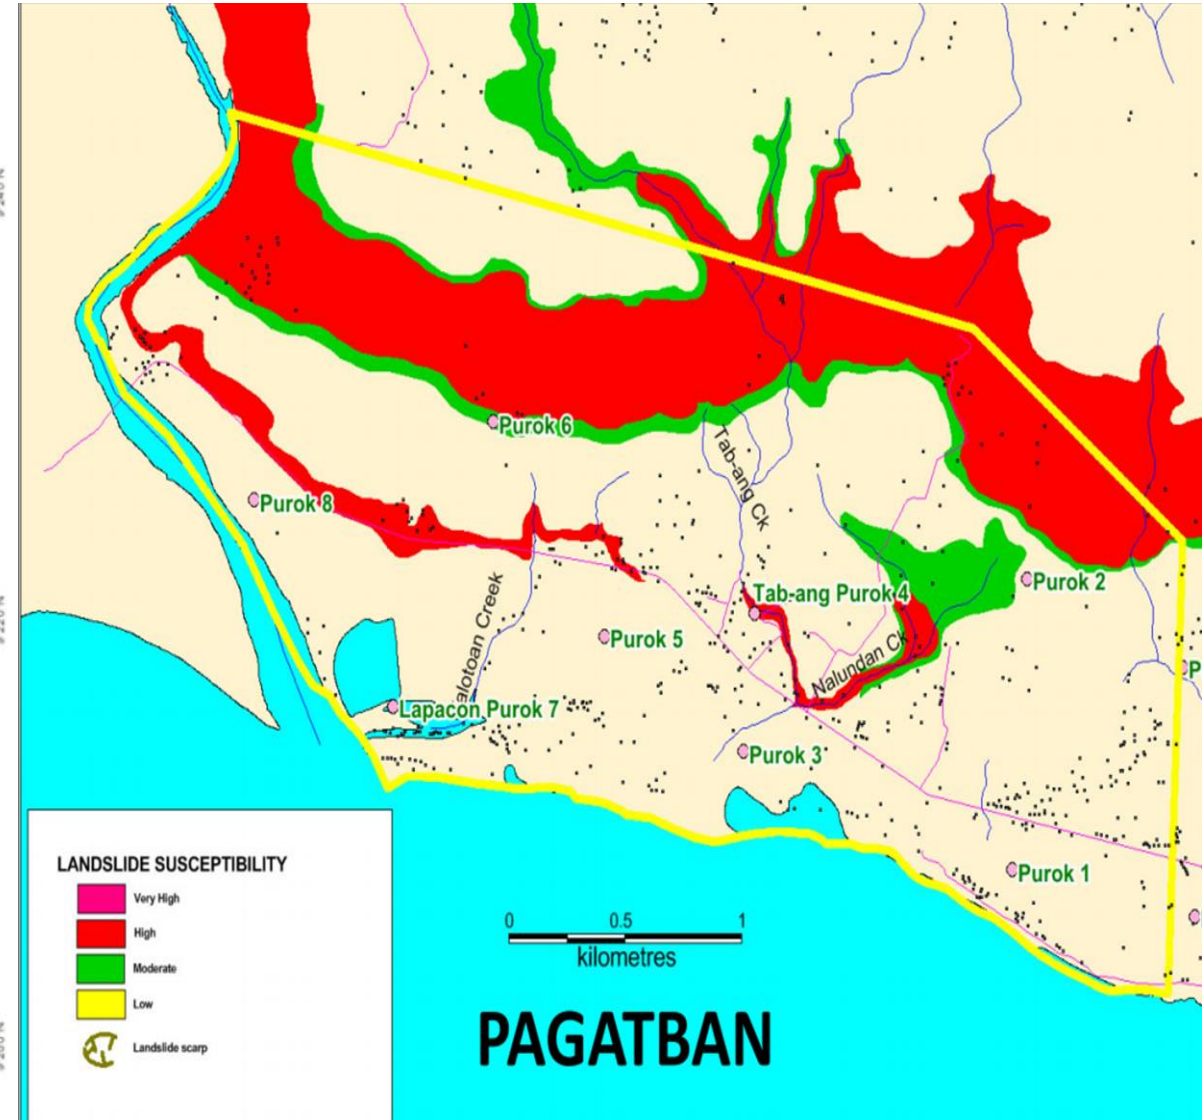 Purok 6
Tab-ang Ck
Purok 8
Purok 2
Tab-ang Purok 4
alotoan Creek
Purok 5
Nalundan Ck
P
Lapacon Purok 7
Purok 3
LANDSLIDE SUSCEPTIBILITY
Very High
High
Moderate
Low
Landslide scarp
Purok 1
0 0.5 1
kilometres
PAGATBAN